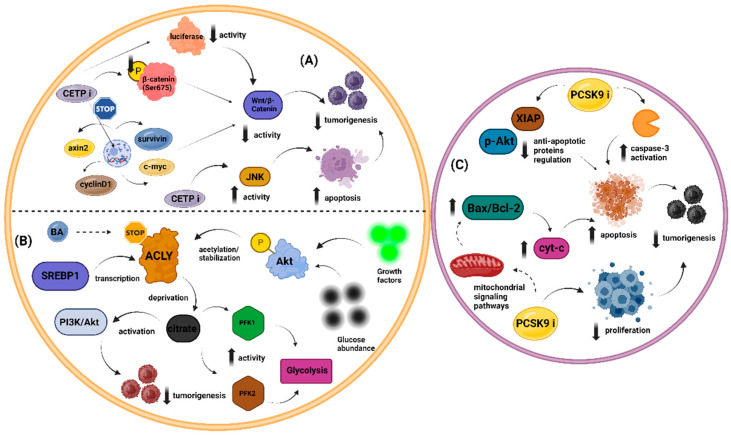 luciferase
activity
(A)
P
β-catenin
(Ser675)
CETP i
STOP
Wnt/β-
Catenin
activity
tumorigenesis
survivin
axin2
c-myc
cyclinD1
CETP i
JNK
activity
apoptosis
(B)
BA
STOP
ACLY
acetylation/
stabilization
P
Akt
Growth
factors
SREBP1
transcription
deprivation
Glucose
abundance
PI3K/Akt
activation
citrate
PFK1
activity
Glycolysis
PFK2
tumorigenesis
PCSK9 i
XIAP
p-Akt
anti-apoptotic
proteins
regulation
caspase-3
activation
(C)
Bax/Bcl-2
cyt-c
apoptosis
tumorigenesis
mitochondrial
signaling
pathways
PCSK9 i
proliferation